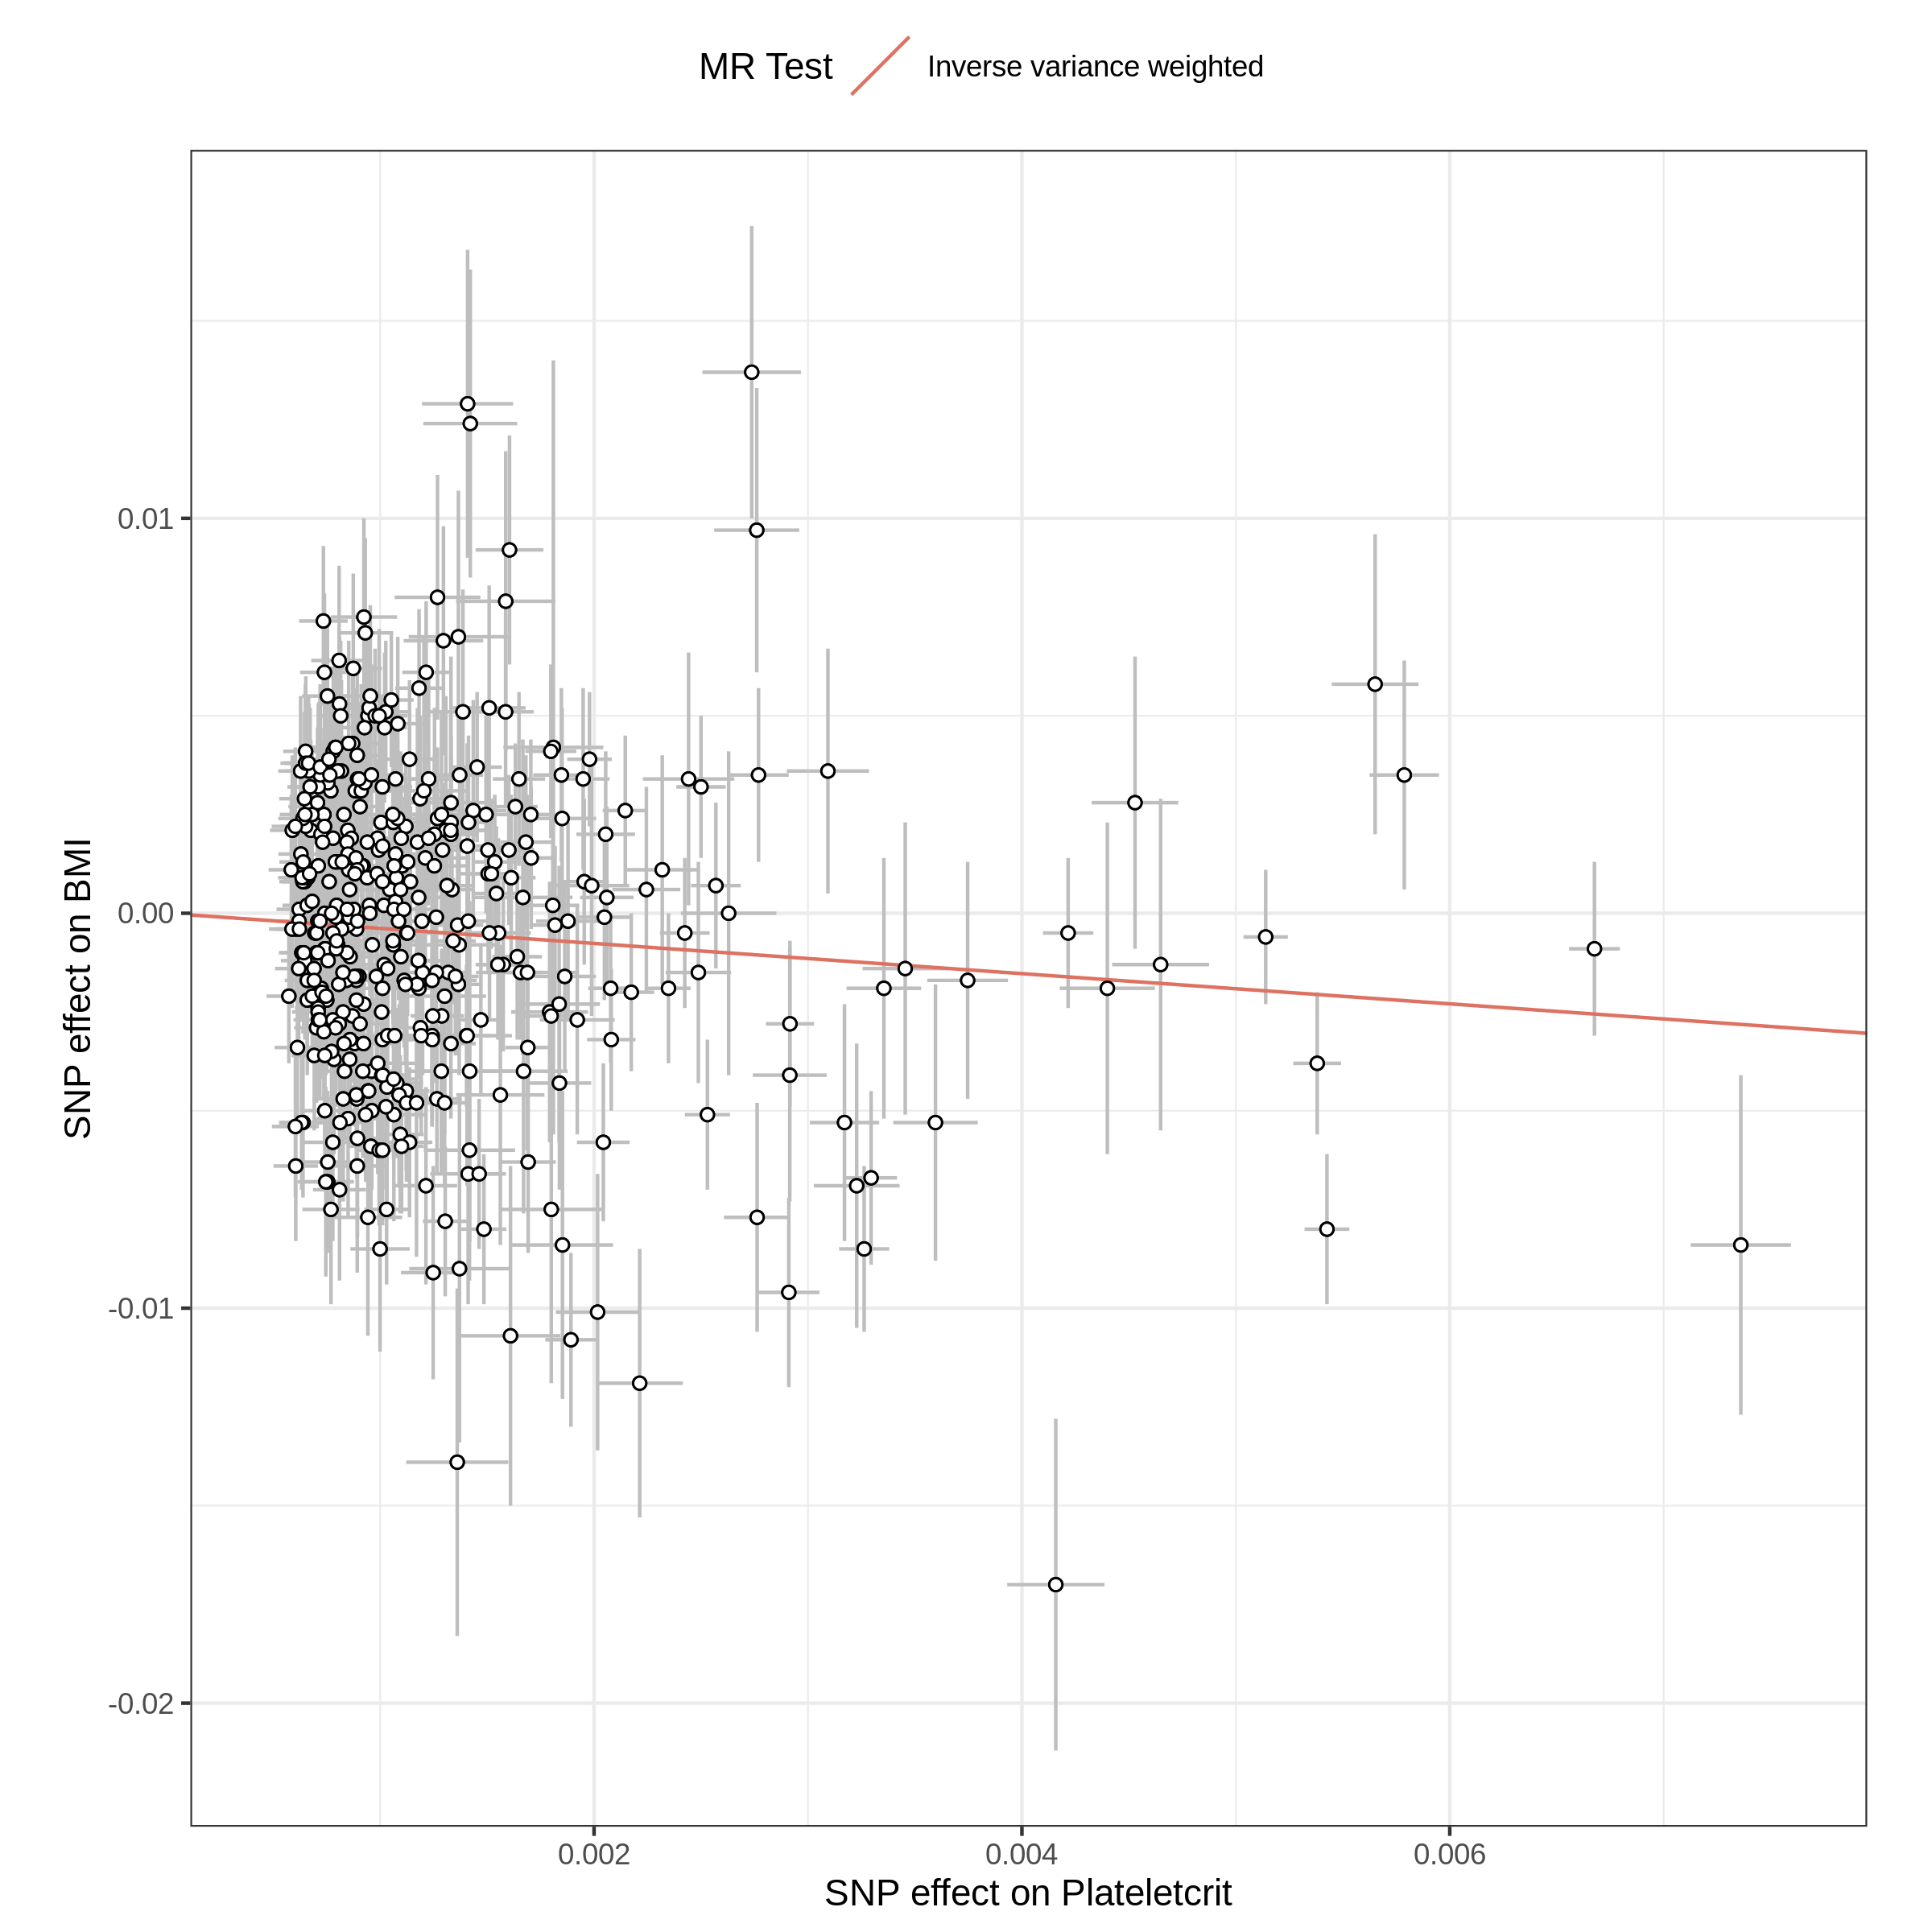 MR Test
Inverse variance weighted
0.01
0.00
-0.01
-0.02
SNP effect on BMI
0.002
0.004
0.006
SNP effect on Plateletcrit